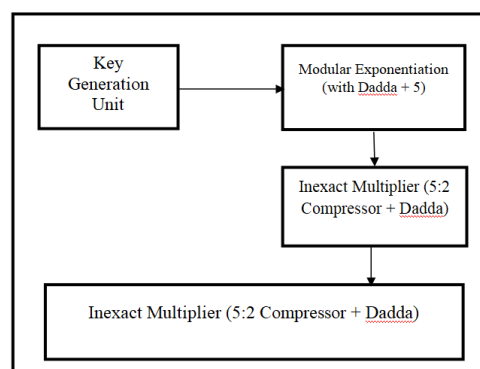 Key
Generation
Unit
Modular Exponentiation
(with Dadda + 5)
Inexact Multiplier (5:2
Compressor + Dadda)
Inexact Multiplier (5:2 Compressor + Dadda)